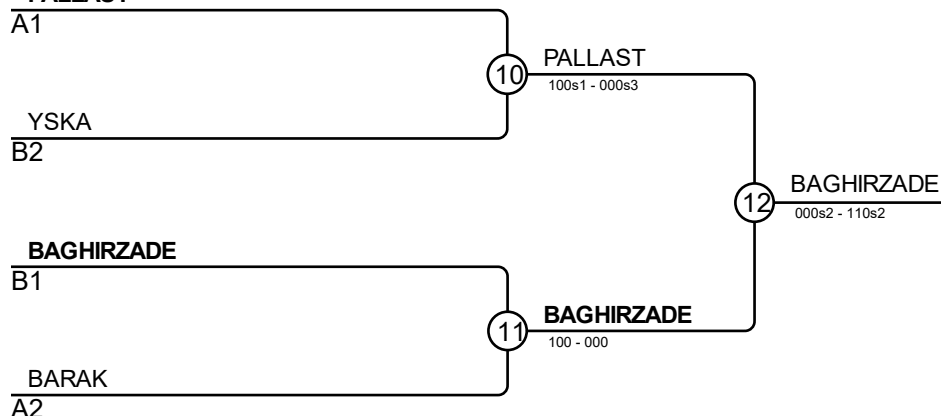 PALLAST
A1
10
PALLAST
100s1 - 000s3
YSKA
B2
12
BAGHIRZADE
000s2 - 110s2
BAGHIRZADE
B1
11
BAGHIRZADE
100 - 000
BARAK
A2